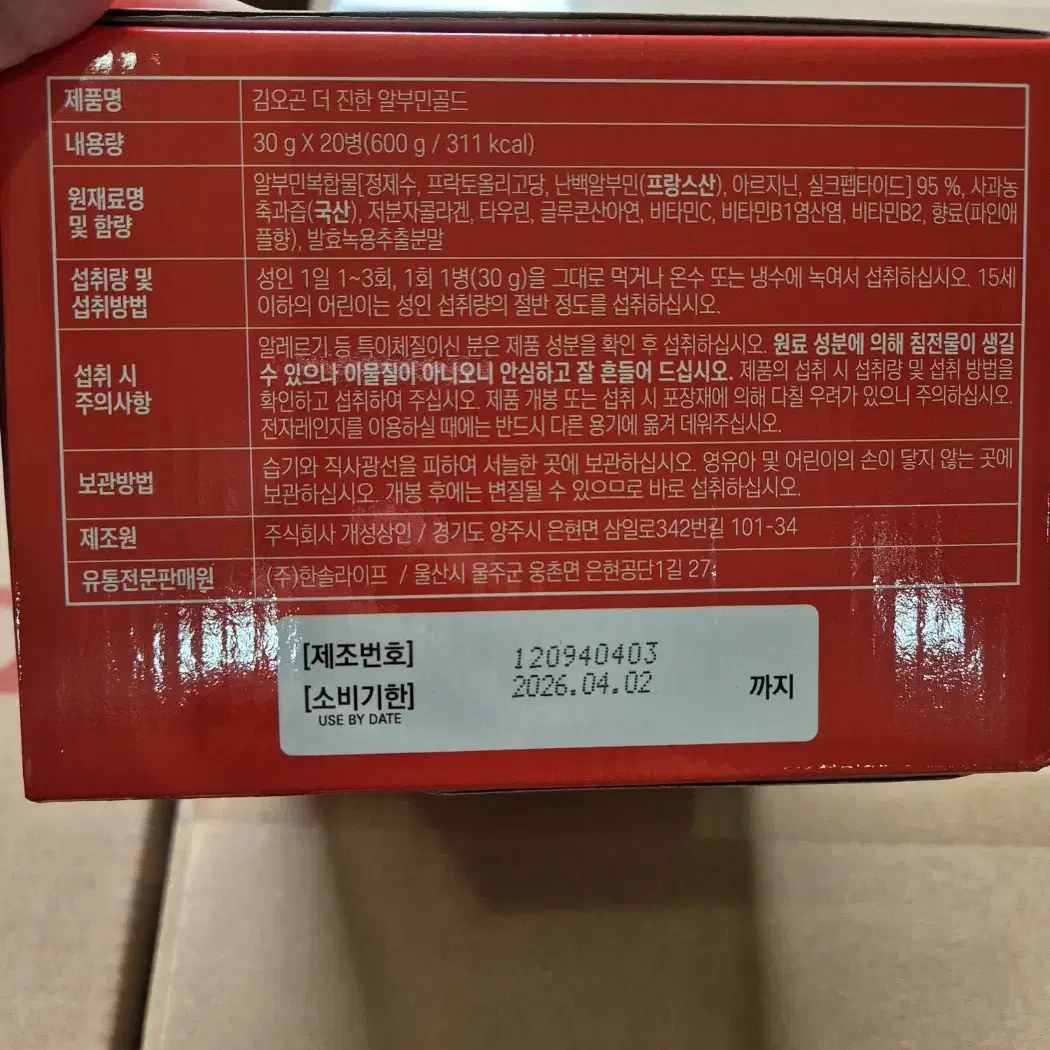 제품명 김오곤 더 진한 알부민골드
내용량 30 g X 20병(600 g / 311 kcal)
원재료명 및 함량 알부민복합물[정제수, 프락토올리고당, 난백알부민(프랑스산), 아르지닌, 실크펩타이드] 95 %, 사과농
축과즙(국산), 저분자콜라겐, 타우린, 글루콘산아연, 비타민C, 비타민B1염산염, 비타민B2, 향료(파인애
플향), 발효녹용추출분말
섭취량 및 섭취방법 성인 1일 1~3회, 1회 1병(30 g)을 그대로 먹거나 온수 또는 냉수에 녹여서 섭취하십시오. 15세
이하의 어린이는 성인 섭취량의 절반 정도를 섭취하십시오.
섭취 시 주의사항 알레르기 등 특이체질이신 분은 제품 성분을 확인 후 섭취하십시오. 원료 성분에 의해 침전물이 생길
수 있으나 이물질이 아니오니 안심하고 잘 흔들어 드십시오. 제품의 섭취 시 섭취량 및 섭취 방법을
확인하고 섭취하여 주십시오. 제품 개봉 또는 섭취 시 포장재에 의해 다칠 우려가 있으니 주의하십시오.
전자레인지를 이용하실 때에는 반드시 다른 용기에 옮겨 데워주십시오.
보관방법 습기와 직사광선을 피하여 서늘한 곳에 보관하십시오. 영유아 및 어린이의 손이 닿지 않는 곳에
보관하십시오. 개봉 후에는 변질될 수 있으므로 바로 섭취하십시오.
제조원 주식회사 개성상인 / 경기도 양주시 은현면 삼일로342번길 101-34
유통전문판매원 (주)한솔라이프 / 울산시 울주군 웅촌면 은현공단1길 27
[제조번호] 120940403
[소비기한] 2026.04.02 까지
USE BY DATE